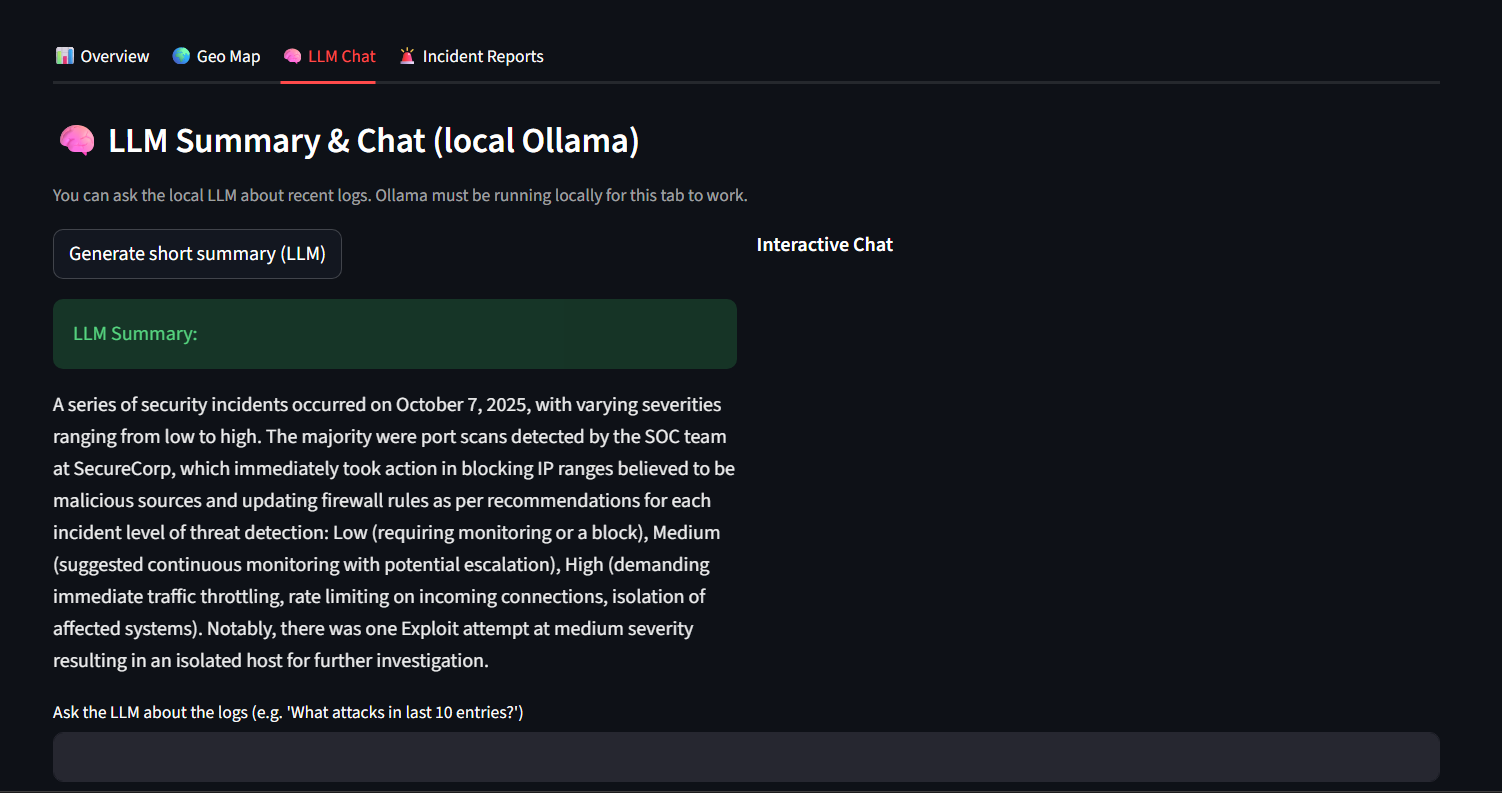 Overview Geo Map LLM Chat Incident Reports
LLM Summary & Chat (local Ollama)
You can ask the local LLM about recent logs. Ollama must be running locally for this tab to work.
Generate short summary (LLM)
Interactive Chat
LLM Summary:
A series of security incidents occurred on October 7, 2025, with varying severities
ranging from low to high. The majority were port scans detected by the SOC team
at SecureCorp, which immediately took action in blocking IP ranges believed to be
malicious sources and updating firewall rules as per recommendations for each
incident level of threat detection: Low (requiring monitoring or a block), Medium
(suggested continuous monitoring with potential escalation), High (demanding
immediate traffic throttling, rate limiting on incoming connections, isolation of
affected systems). Notably, there was one Exploit attempt at medium severity
resulting in an isolated host for further investigation.
Ask the LLM about the logs (e.g. 'What attacks in last 10 entries?')